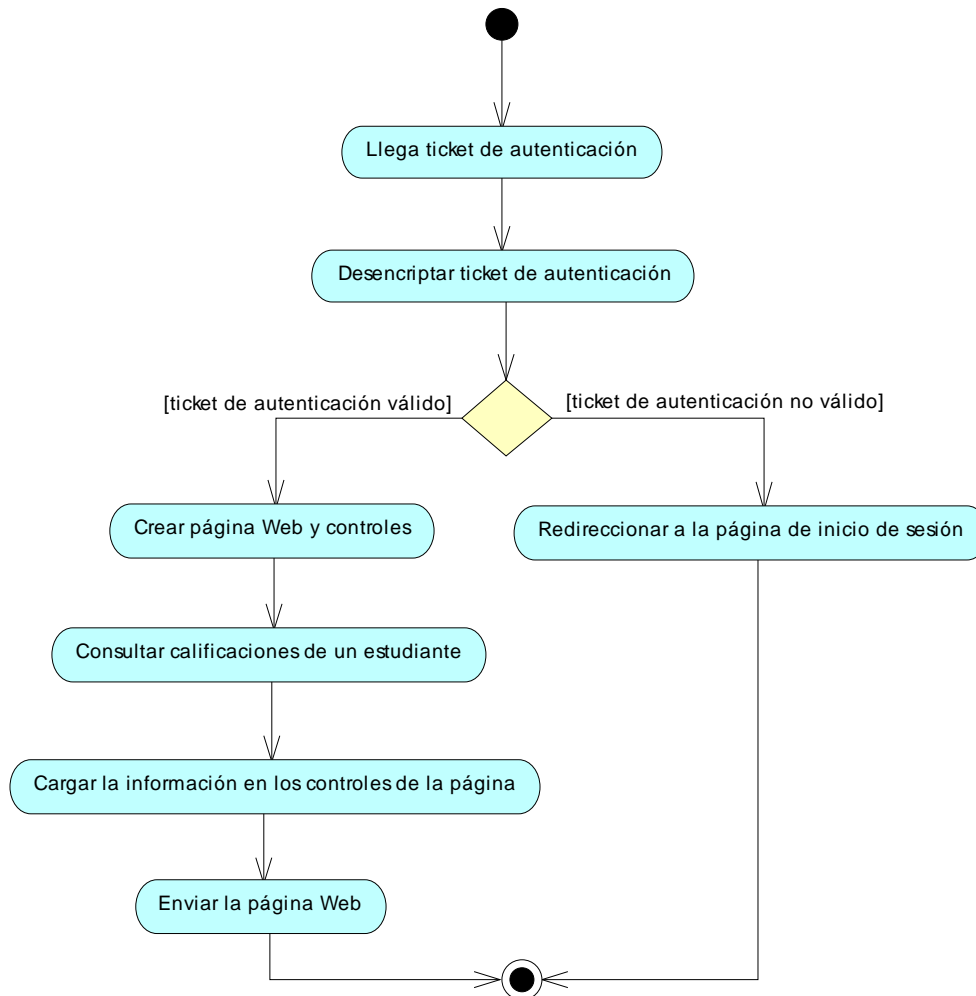 Llega ticket de autenticación
Desencriptar ticket de autenticación
[ticket de autenticación válido]
[ticket de autenticación no válido]
Crear página Web y controles
Redireccionar a la página de inicio de sesión
Consultar calificaciones de un estudiante
Cargar la información en los controles de la página
Enviar la página Web